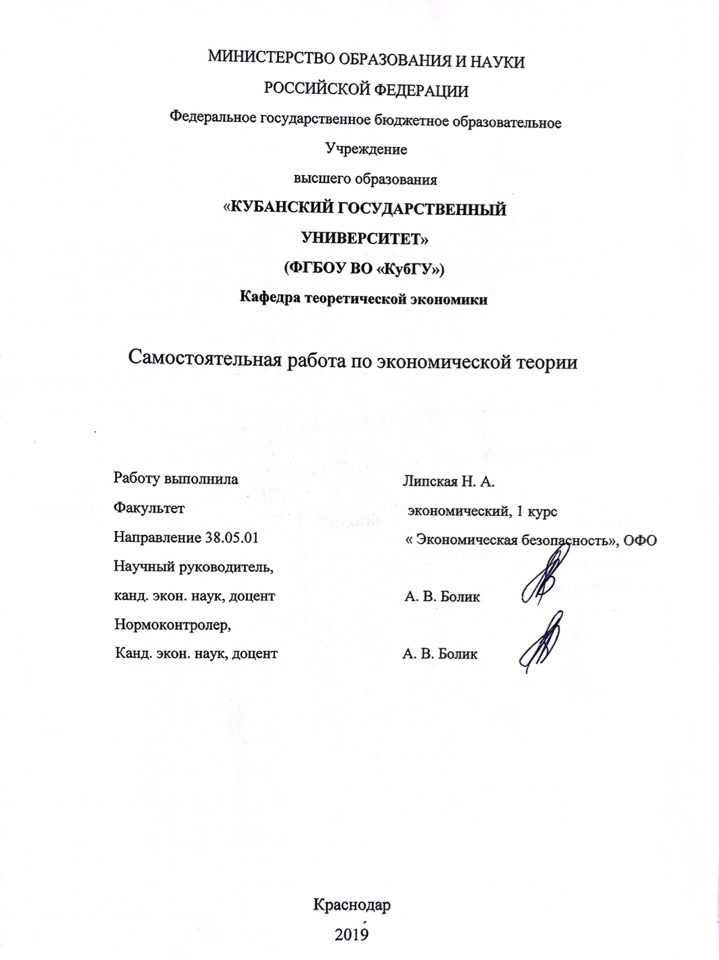 МИНИСТЕРСТВО ОБРАЗОВАНИЯ И НАУКИ
РОССИЙСКОЙ ФЕДЕРАЦИИ
Федеральное государственное бюджетное образовательное
Учреждение
высшего образования
«КУБАНСКИЙ ГОСУДАРСТВЕННЫЙ
УНИВЕРСИТЕТ»
(ФГБОУ ВО «КубГУ»)
Кафедра теоретической экономики
Самостоятельная работа по экономической теории
Работу выполнила Липская Н. А.
Факультет экономический, 1 курс
Направление 38.05.01 « Экономическая безопасность», ОФО
Научный руководитель,
канд. экон. наук, доцент А. В. Болик
Нормоконтролер,
Канд. экон. наук, доцент А. В. Болик
Краснодар
2019